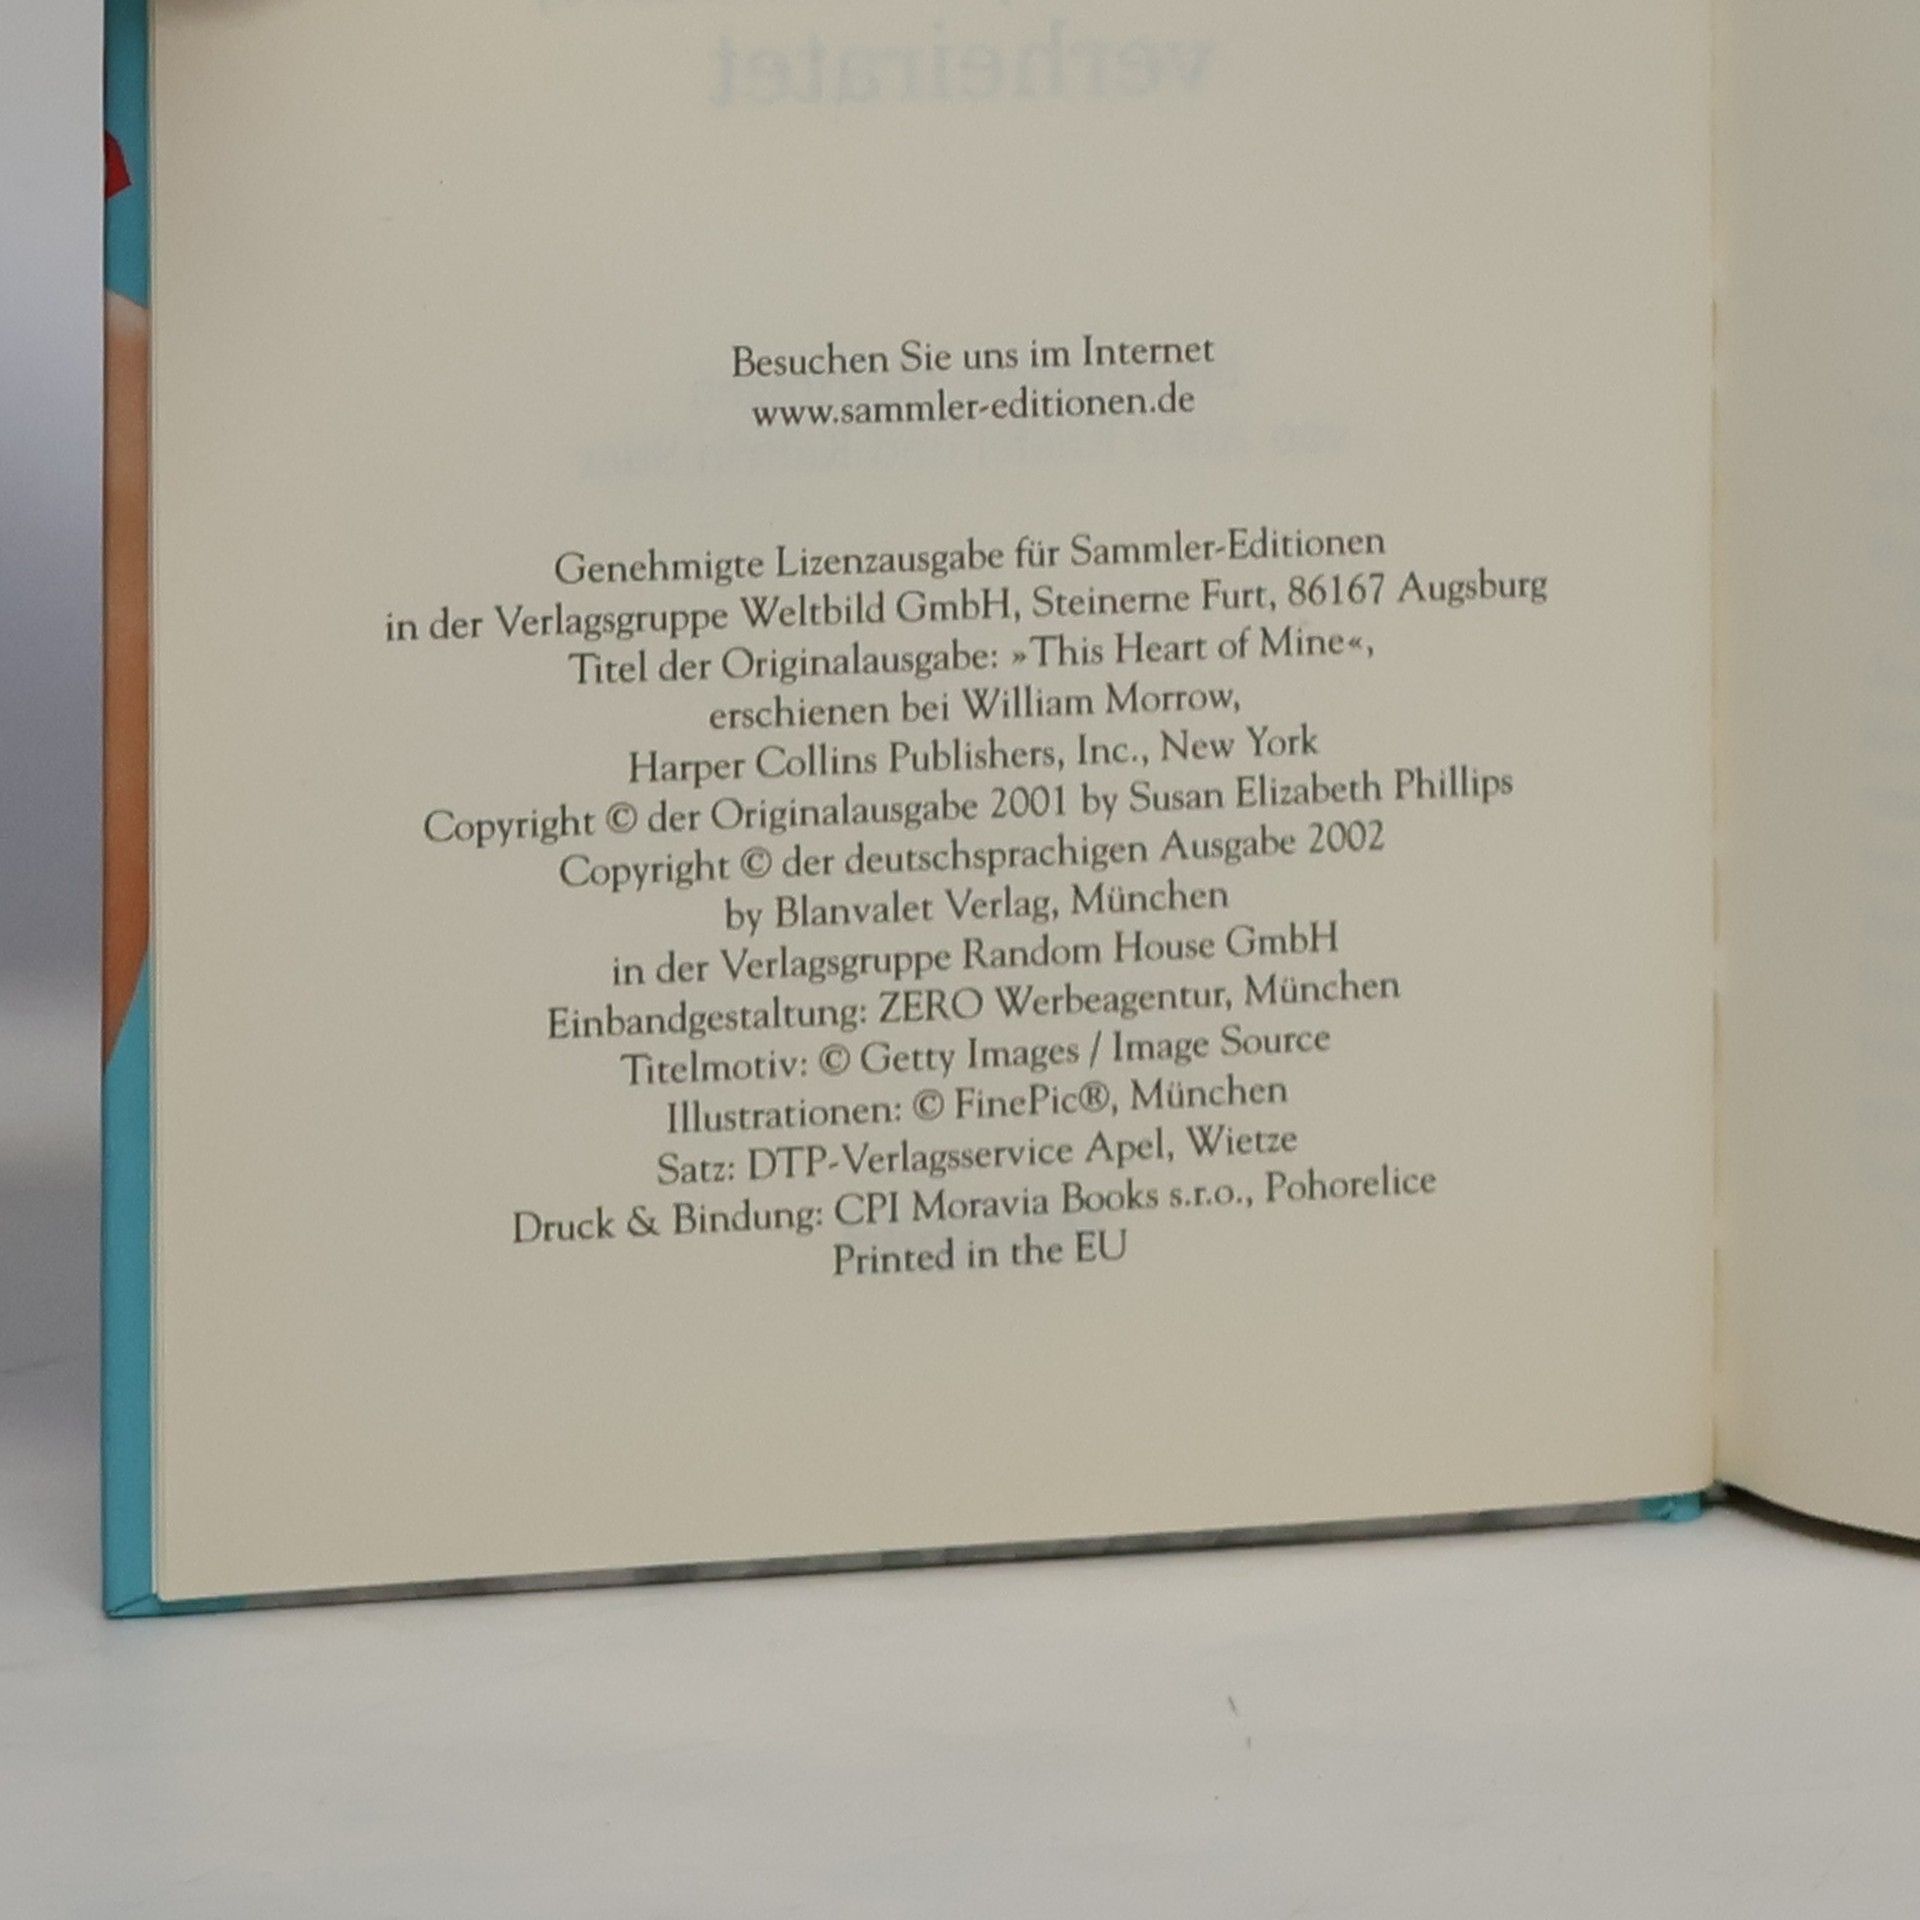 verheiratet
Besuchen Sie uns im Internet
www.sammler-editionen.de
Genehmigte Lizenzausgabe für Sammler-Editionen
in der Verlagsgruppe Weltbild GmbH, Steinerne Furt, 86167 Augsburg
Titel der Originalausgabe: »This Heart of Mine«,
erschienen bei William Morrow,
Harper Collins Publishers, Inc., New York
Copyright © der Originalausgabe 2001 by Susan Elizabeth Phillips
Copyright © der deutschsprachigen Ausgabe 2002
by Blanvalet Verlag, München
in der Verlagsgruppe Random House GmbH
Einbandgestaltung: ZERO Werbeagentur, München
Titelmotiv: © Getty Images / Image Source
Illustrationen: © FinePic®, München
Satz: DTP-Verlagsservice Apel, Wietze
Druck & Bindung: CPI Moravia Books s.r.o., Pohorelice
Printed in the EU